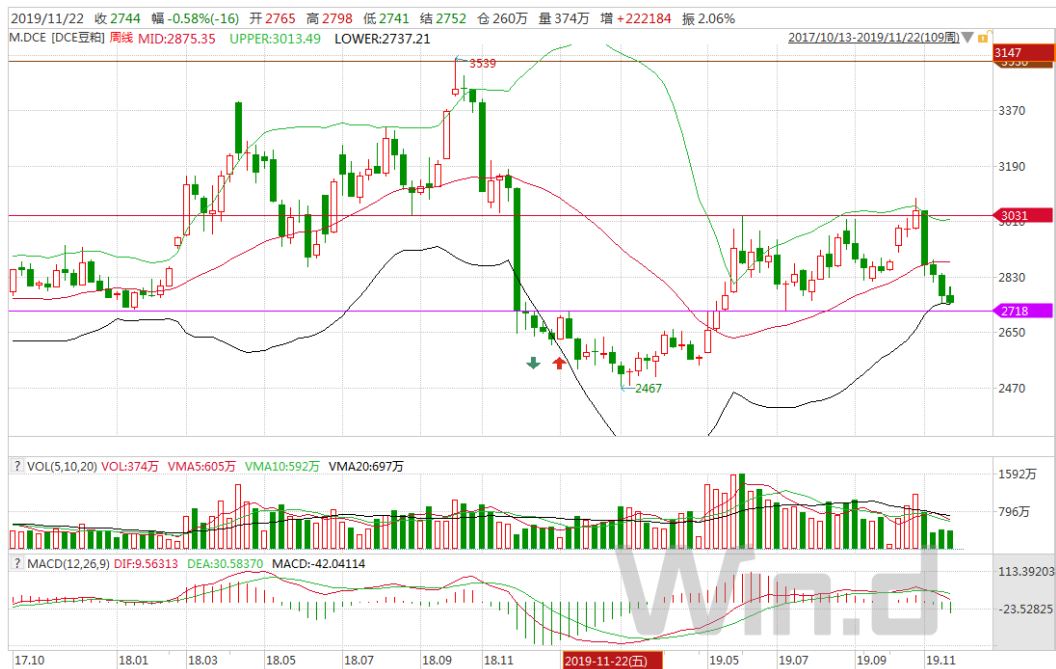 2019/11/22 收 2744 幅 -0.58%(-16) 开 2765 高 2798 低 2741 结 2752 仓 260万 量 374万 增 +222184 振 2.06%
M.DCE [DCE豆粕] 周线 MID:2875.35 UPPER:3013.49 LOWER:2737.21 2017/10/13-2019/11/22(109周)
3147
3539
3370
3190
3031
3010
2830
2718
2650
2470
2467
? VOL(5,10,20) VOL:374万 VMA5:605万 VMA10:592万 VMA20:697万
1592万
796万
? MACD(12,26,9) DIF:9.56313 DEA:30.58370 MACD:-42.04114
113.39203
-23.52825
Win.d
17.10 18.01 18.03 18.05 18.07 18.09 18.11 2019-11-22(五) 19.05 19.07 19.09 19.11